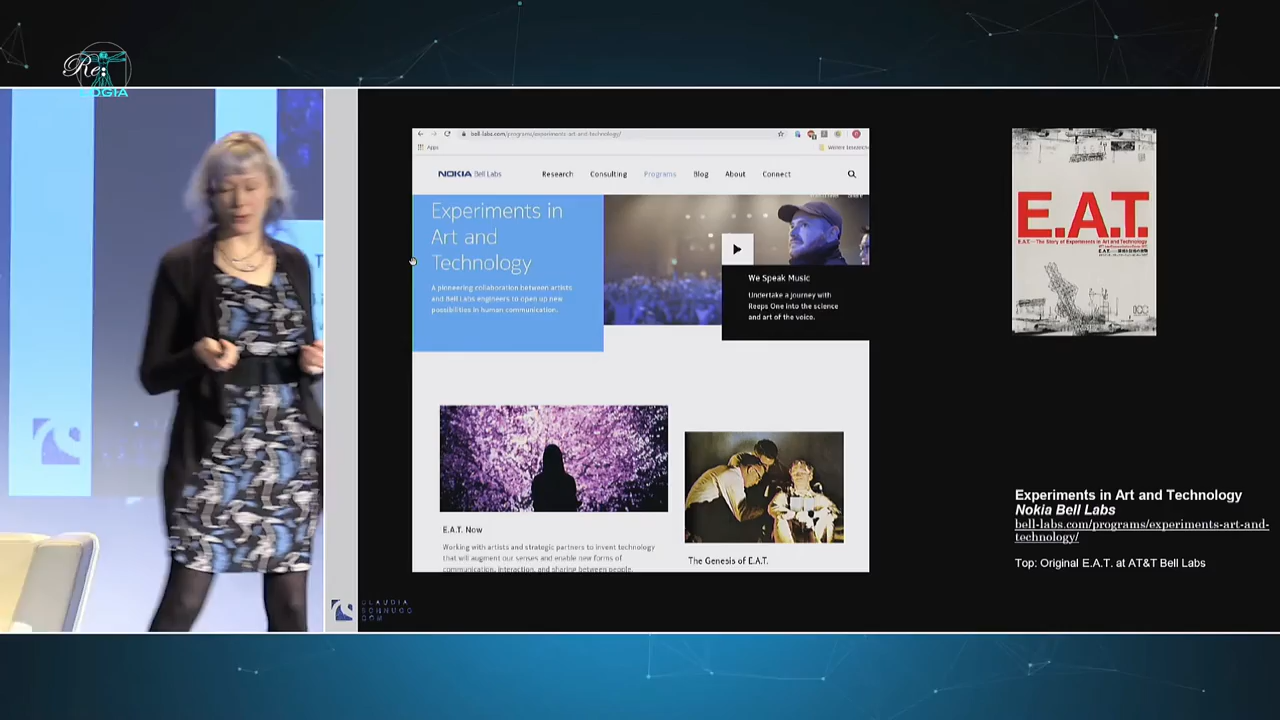 Re:
bell-labs.com/programs/experiments-art-and-technology/
Apps
NOKIA Bell Labs
Research
Consulting
Programs
Blog
About
Connect
Experiments in
Art and
Technology
A pioneering collaboration between artists
and Bell Labs engineers to open up new
possibilities in human communication.
We Speak Music
Undertake a journey with
Reeps One into the science
and art of the voice.
E.A.T. Now
Working with artists and strategic partners to invent technology
that will augment our senses and enable new forms of
communication, interaction, and sharing between people.
The Genesis of E.A.T.
E.A.T.
E.A.T.—The Story of Experiments in Art and Technology
Experiments in Art and Technology
Nokia Bell Labs
bell-labs.com/programs/experiments-art-and-
technology/
Top: Original E.A.T. at AT&T Bell Labs